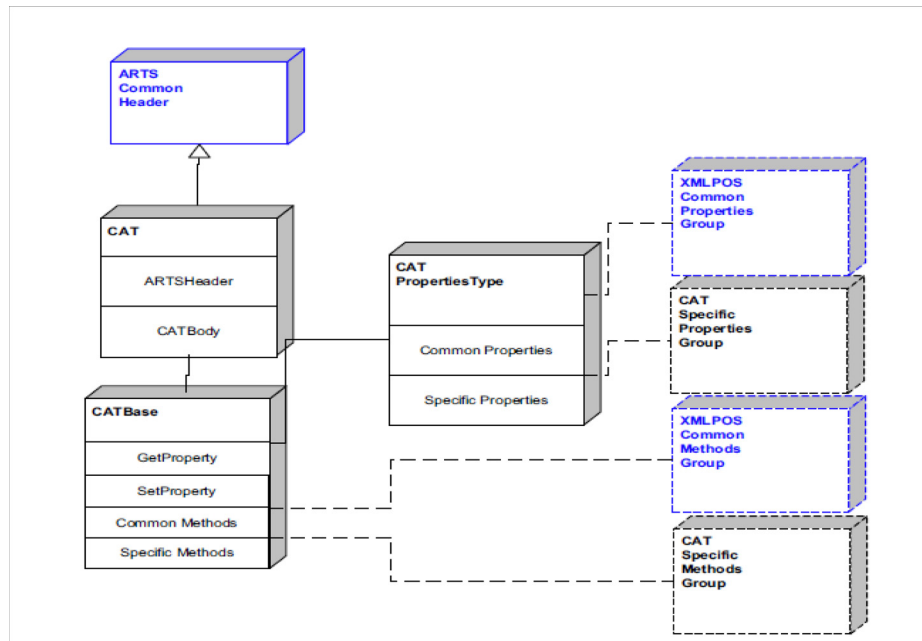 ARTS
Common
Header
CAT
ARTSHeader
CATBody
CATBase
GetProperty
SetProperty
Common Methods
Specific Methods
CAT
PropertiesType
Common Properties
Specific Properties
XMLPOS
Common
Properties
Group
CAT
Specific
Properties
Group
XMLPOS
Common
Methods
Group
CAT
Specific
Methods
Group